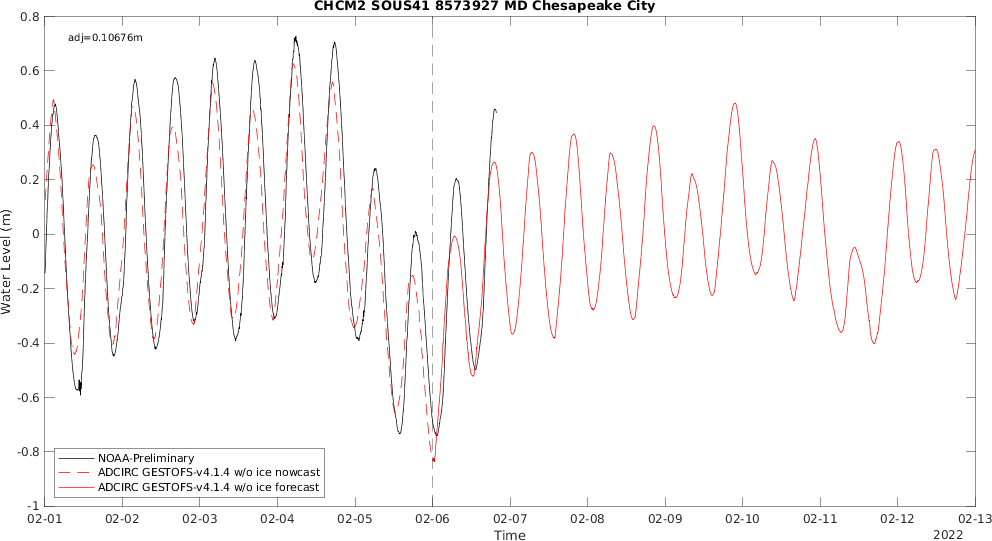 CHCM2 SOUS41 8573927 MD Chesapeake City
adj=0.10676m
0.8
0.6
0.4
0.2
0
-0.2
-0.4
-0.6
-0.8
-1
Water Level (m)
NOAA-Preliminary
ADCIRC GESTOFS-v4.1.4 w/o ice nowcast
ADCIRC GESTOFS-v4.1.4 w/o ice forecast
02-01 02-02 02-03 02-04 02-05 02-06 02-07 02-08 02-09 02-10 02-11 02-12 02-13
Time
2022